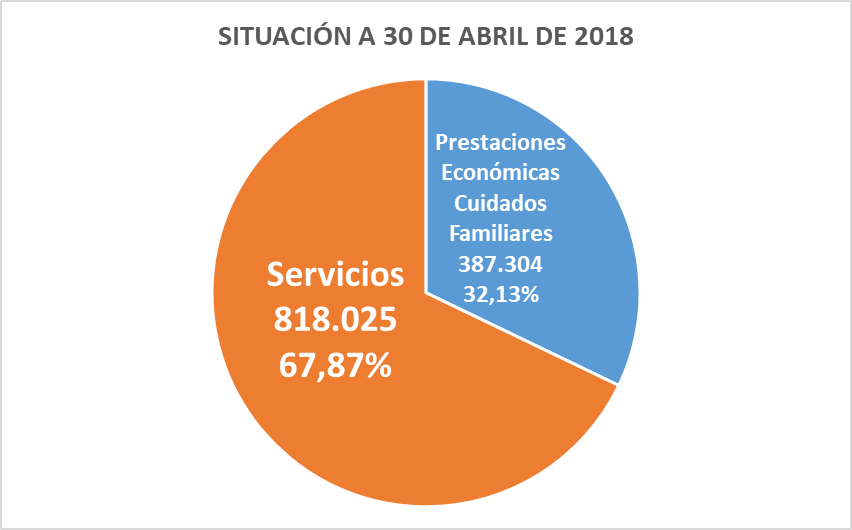 SITUACIÓN A 30 DE ABRIL DE 2018
Prestaciones
Económicas
Cuidados
Familiares
387.304
32,13%
Servicios
818.025
67,87%